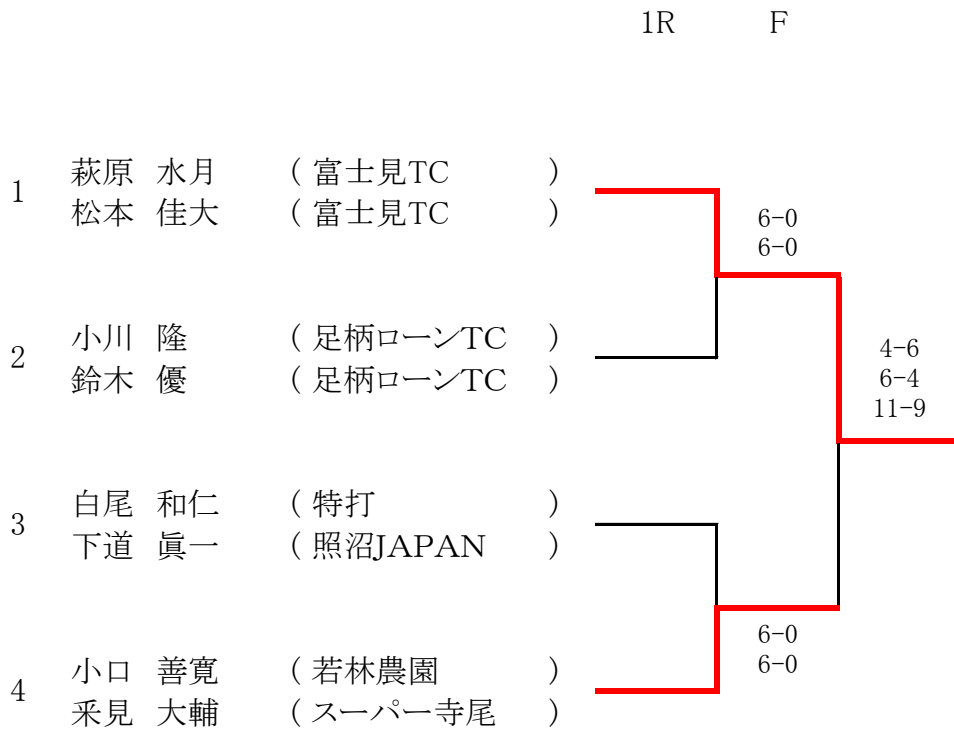 1R F
1 萩原 水月 ( 富士見TC )
松本 佳大 ( 富士見TC )
6-0
6-0
2 小川 隆 ( 足柄ローンTC )
鈴木 優 ( 足柄ローンTC )
4-6
6-4
11-9
3 白尾 和仁 ( 特打 )
下道 眞一 ( 照沼JAPAN )
6-0
6-0
4 小口 善寛 ( 若林農園 )
釆見 大輔 ( スーパー寺尾 )